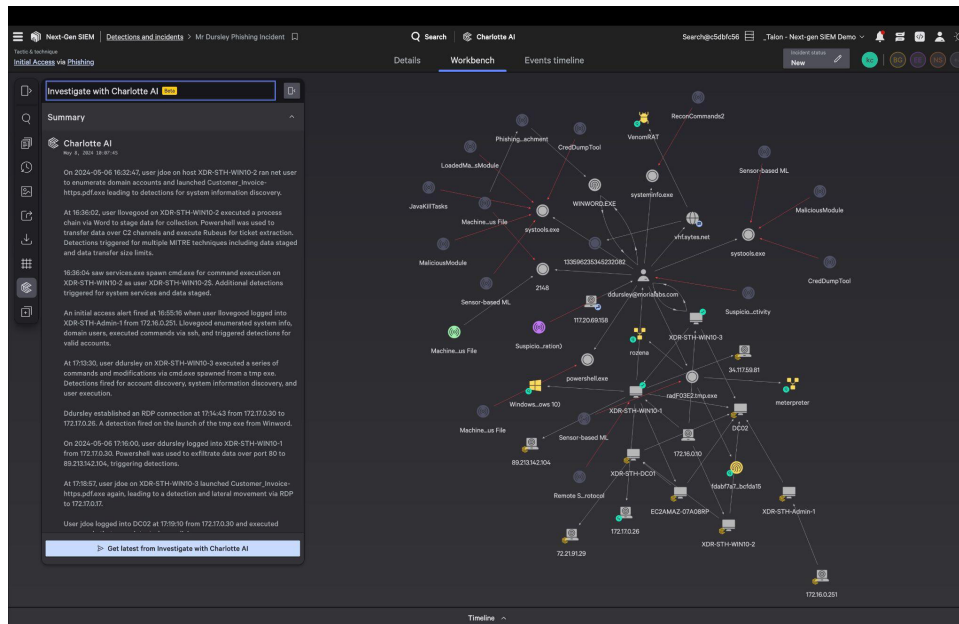 Next-Gen SIEM
Detections and incidents > Mr Dursley Phishing Incident
Search
Charlotte AI
Search@c5dbfc56
_Talon - Next-gen SIEM Demo
Tactic & technique
Initial Access via Phishing
Details
Workbench
Events timeline
Incident status
New
kc
BG
NS
Investigate with Charlotte AI Beta
Summary
Charlotte AI
May 8, 2024 10:07:45
On 2024-05-06 16:32:47, user jdoe on host XDR-STH-WIN10-2 ran net user
to enumerate domain accounts and launched Customer_Invoice-
https.pdf.exe leading to detections for system information discovery.
At 16:36:02, user llovegood on XDR-STH-WIN10-2 executed a process
chain via Word to stage data for collection. Powershell was used to
transfer data over C2 channels and execute Rubeus for ticket extraction.
Detections triggered for multiple MITRE techniques including data staged
and data transfer size limits.
16:36:04 saw services.exe spawn cmd.exe for command execution on
XDR-STH-WIN10-2 as user XDR-STH-WIN10-2$. Additional detections
triggered for system services and data staged.
An initial access alert fired at 16:55:16 when user llovegood logged into
XDR-STH-Admin-1 from 172.16.0.251. Llovegood enumerated system info,
domain users, executed commands via ssh, and triggered detections for
valid accounts.
At 17:13:30, user ddursley on XDR-STH-WIN10-3 executed a series of
commands and modifications via cmd.exe spawned from a tmp exe.
Detections fired for account discovery, system information discovery, and
user execution.
Ddursley established an RDP connection at 17:14:43 from 172.17.0.30 to
172.17.0.26. A detection fired on the launch of the tmp exe from Winword.
On 2024-05-06 17:16:00, user ddursley logged into XDR-STH-WIN10-1
from 172.17.0.30. Powershell was used to exfiltrate data over port 80 to
89.213.142.104, triggering detections.
At 17:18:57, user jdoe on XDR-STH-WIN10-3 launched Customer_Invoice-
https.pdf.exe again, leading to a detection and lateral movement via RDP
to 172.17.0.17.
User jdoe logged into DC02 at 17:19:10 from 172.17.0.30 and executed
Get latest from Investigate with Charlotte AI
ReconCommands2
VenomRAT
Phishing...achment
CredDumpTool
LoadedMa...sModule
Sensor-based ML
systeminfo.exe
WINWORD.EXE
JavaKillTasks
Machine...us File
systools.exe
MaliciousModule
vhf.sytes.net
systools.exe
MaliciousModule
133596235345232082
CredDumpTool
2148
ddursley@morialabs.com
Sensor-based ML
117.20.69.158
Suspicio...ctivity
XDR-STH-WIN10-3
Machine...us File
Suspicio...ration)
rozena
34.117.59.81
powershell.exe
radF03E2.tmp.exe
meterpreter
Windows...ows 10)
XDR-STH-WIN10-1
DC02
Machine...us File
Sensor-based ML
172.16.0.10
89.213.142.104
XDR-STH-DC01
fdabf7a7...bcfda15
Remote S...rotocol
EC2AMAZ-07A08RP
XDR-STH-Admin-1
172.17.0.26
XDR-STH-WIN10-2
72.21.91.29
172.16.0.251
Timeline